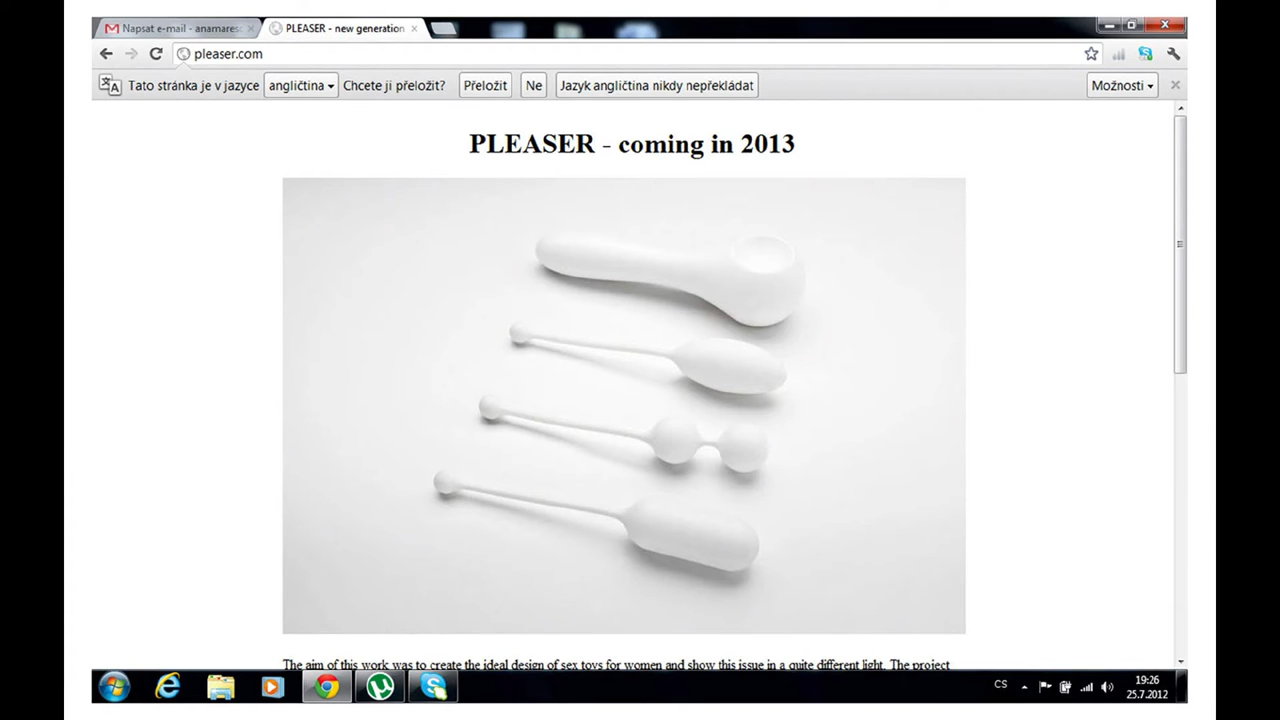 Napsat e-mail - anamaresc
PLEASER - new generation
pleaser.com
Tato stránka je v jazyce angličtina Chcete ji přeložit? Přeložit Ne Jazyk angličtina nikdy nepřekládat Možnosti
PLEASER - coming in 2013
The aim of this work was to create the ideal design of sex toys for women and show this issue in a quite different light. The project
CS
19:26
25.7.2012